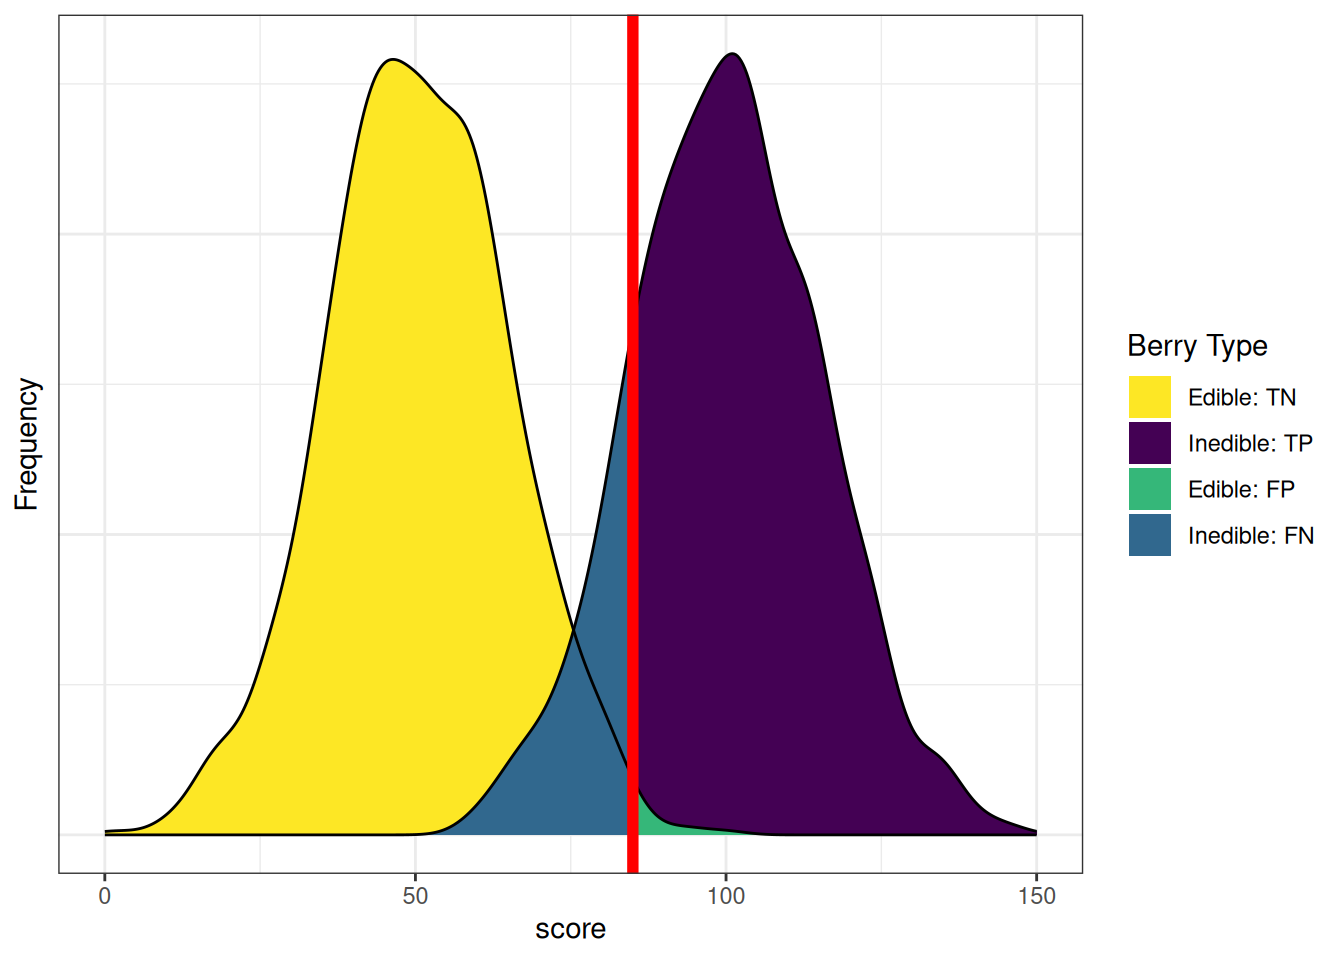 Frequency
0
50
100
150
score
Berry Type
Edible: TN
Inedible: TP
Edible: FP
Inedible: FN